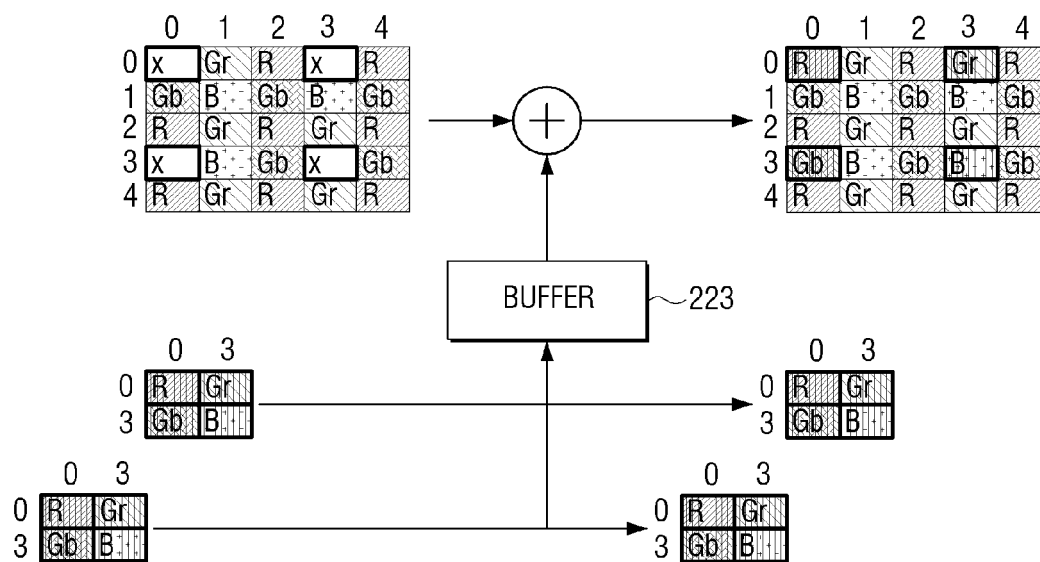 0 1 2 3 4
0 x Gr R x R
1 Gb B Gb B Gb
2 R Gr R Gr R
3 x B Gb x Gb
4 R Gr R Gr R
0 1 2 3 4
0 R Gr R Gr R
1 Gb B Gb B Gb
2 R Gr R Gr R
3 Gb B Gb B Gb
4 R Gr R Gr R
BUFFER
223
0 3
0 R Gr
3 Gb B
0 3
0 R Gr
3 Gb B
0 3
0 R Gr
3 Gb B
0 3
0 R Gr
3 Gb B